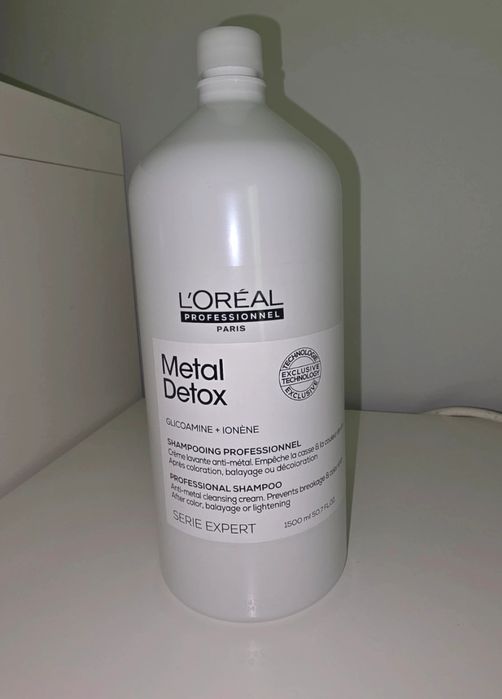 L'ORÉAL
PROFESSIONNEL
PARIS
Metal
Detox
TECHNOLOGIE
EXCLUSIVE
TECHNOLOGY
EXCLUSIVE
GLICOAMINE + IONÈNE
SHAMPOOING PROFESSIONNEL
Crème lavante anti-métal. Empêche la casse & la couleur
Après coloration, balayage ou décoloration
PROFESSIONAL SHAMPOO
Anti-metal cleansing cream. Prevents breakage & color
After color, balayage or lightening
SERIE EXPERT
1500 ml 50.7 FL.OZ.